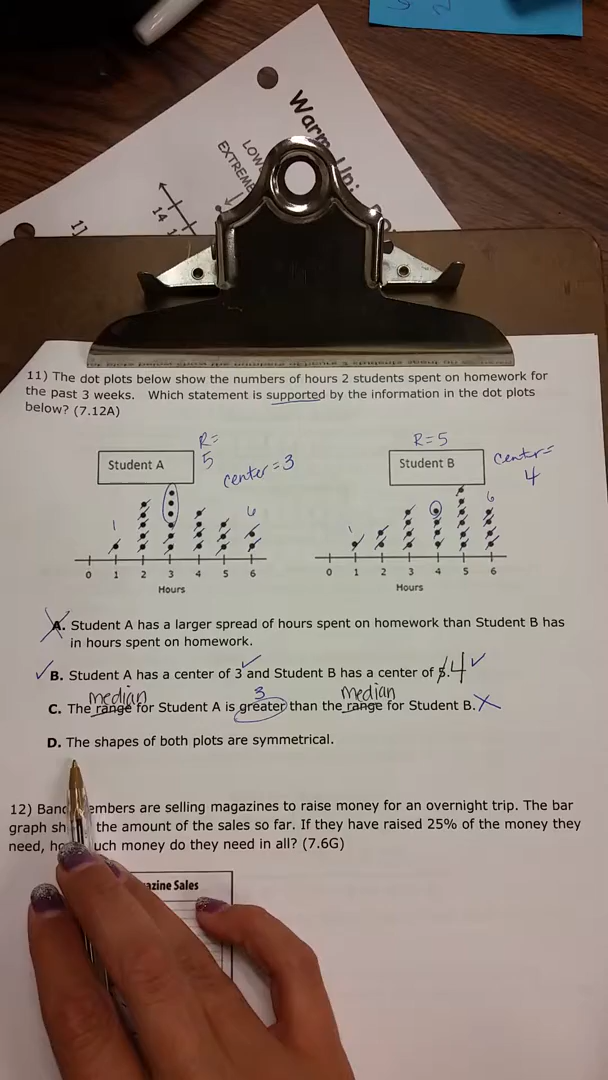 Warm Up:
LOW
EXTREME
14
1]
11) The dot plots below show the numbers of hours 2 students spent on homework for
the past 3 weeks. Which statement is supported by the information in the dot plots
below? (7.12A)
R=
5
Student A
center = 3
R=5
Student B
center=
4
1
6
1
6
0 1 2 3 4 5 6
Hours
0 1 2 3 4 5 6
Hours
A. Student A has a larger spread of hours spent on homework than Student B has
in hours spent on homework.
B. Student A has a center of 3 and Student B has a center of 5. 4
median 3 median
C. The range for Student A is greater than the range for Student B.
D. The shapes of both plots are symmetrical.
12) Band embers are selling magazines to raise money for an overnight trip. The bar
graph sh the amount of the sales so far. If they have raised 25% of the money they
need, ho uch money do they need in all? (7.6G)
azine Sales